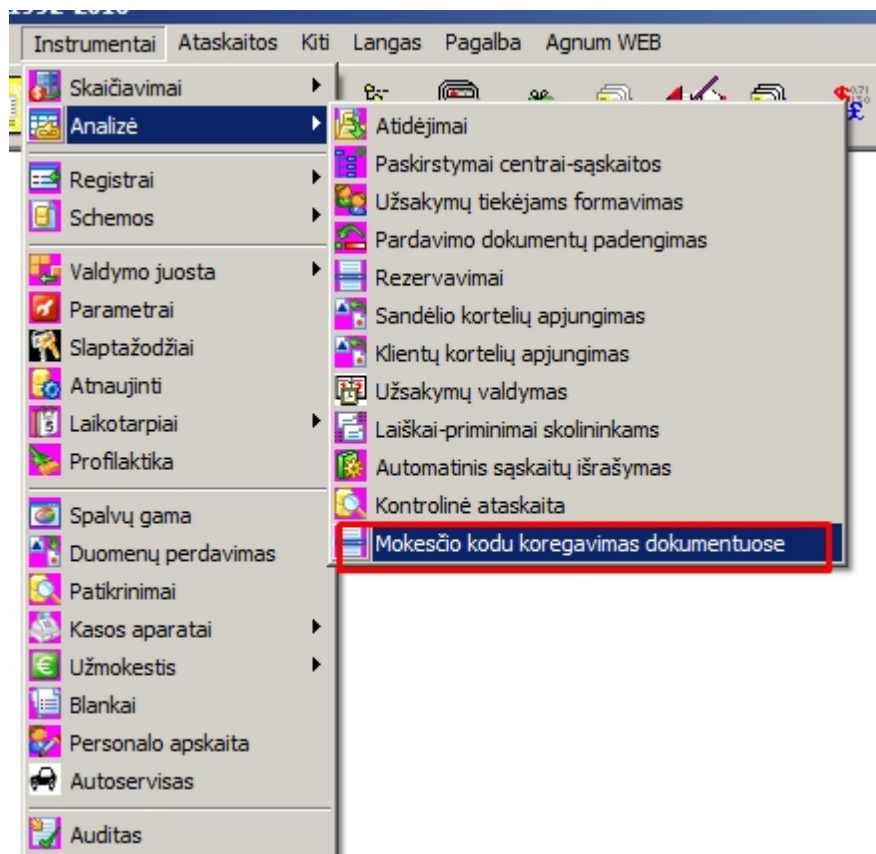 1992-2016
Instrumentai Ataskaitos Kiti Langas Pagalba Agnum WEB
Skaičiavimai
Analizė
Registrai
Schemos
Valdymo juosta
Parametrai
Slaptažodžiai
Atnaujinti
Laikotarpiai
Profilaktika
Spalvų gama
Duomenų perdavimas
Patikrinimai
Kasos aparatai
Užmokestis
Blankai
Personalo apskaita
Autoservisas
Auditas
Atidėjimai
Paskirstymai centrai-sąskaitos
Užsakymų tiekėjams formavimas
Pardavimo dokumentų padengimas
Rezervavimai
Sandėlio kortelių apjungimas
Klientų kortelių apjungimas
Užsakymų valdymas
Laiškai-priminimai skolininkams
Automatinis sąskaitų išrašymas
Kontrolinė ataskaita
Mokesčio kodu koregavimas dokumentuose